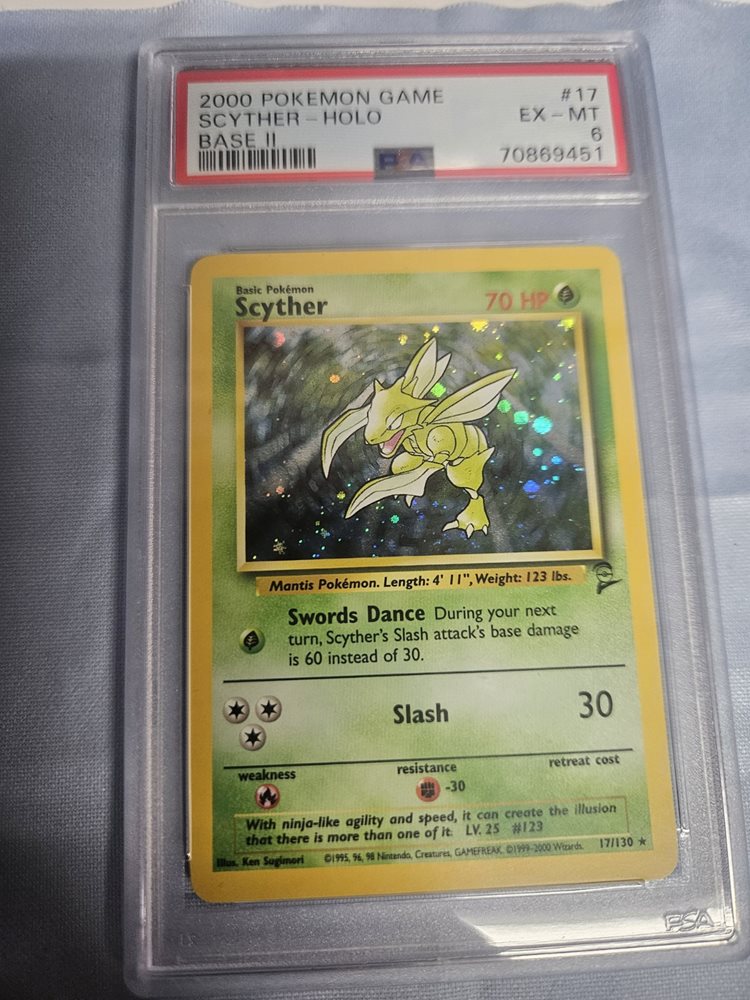 2000 POKEMON GAME #17
SCYTHER - HOLO EX - MT
BASE II 6
PSA 70869451
Basic Pokémon
Scyther 70 HP
Mantis Pokémon. Length: 4' 11", Weight: 123 lbs.
Swords Dance During your next
turn, Scyther's Slash attack's base damage
is 60 instead of 30.
Slash 30
weakness resistance retreat cost
-30
With ninja-like agility and speed, it can create the illusion
that there is more than one of it. LV. 25 #123
Illus. Ken Sugimori ©1995, 96, 98 Nintendo, Creatures, GAMEFREAK. ©1999-2000 Wizards. 17/130 ★
PSA